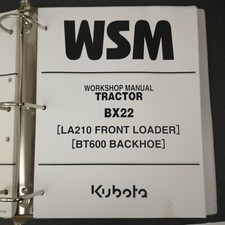 WSM
WORKSHOP MANUAL
TRACTOR
BX22
[LA210 FRONT LOADER]
[BT600 BACKHOE]
Kubota